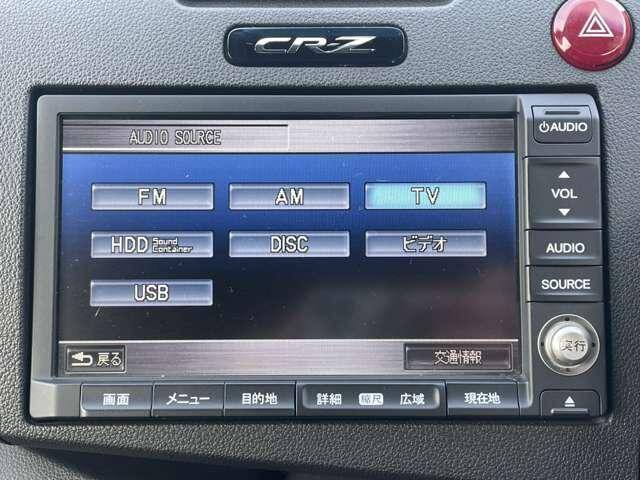 CR-Z
AUDIO SOURCE
FM AM TV
HDD Sound Container DISC ビデオ
USB
戻る 交通情報
画面 メニュー 目的地 詳細 縮尺 広域 現在地
AUDIO
VOL
AUDIO
SOURCE
実行